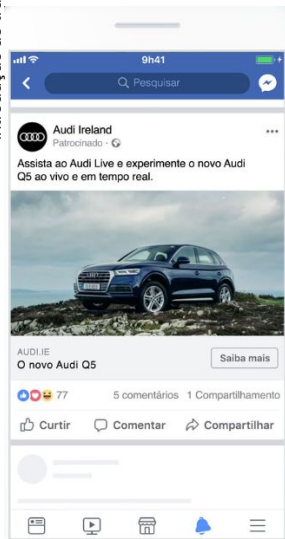 9h41
Pesquisar
Audi Ireland
Patrocinado ·
Assista ao Audi Live e experimente o novo Audi
Q5 ao vivo e em tempo real.
AUDI.IE
O novo Audi Q5
Saiba mais
77
5 comentários 1 Compartilhamento
Curtir
Comentar
Compartilhar